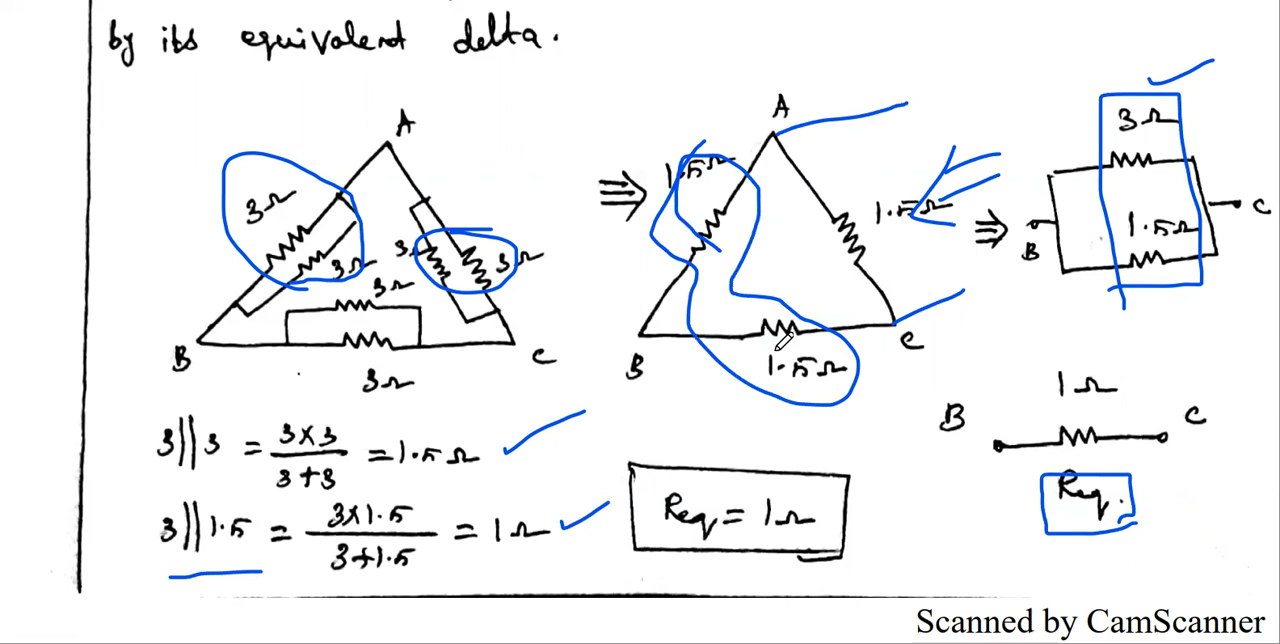 by its equivalent delta.
A
3Ω
3Ω
3Ω
3Ω
3Ω
3Ω
B
C
⇒
A
1.5Ω
1.5Ω
1.5Ω
B
C
⇒
3Ω
1.5Ω
B
C
3||3 = 3×3 / 3+3 = 1.5Ω
3||1.5 = 3×1.5 / 3+1.5 = 1Ω
Req = 1Ω
1Ω
B
C
Req.
Scanned by CamScanner